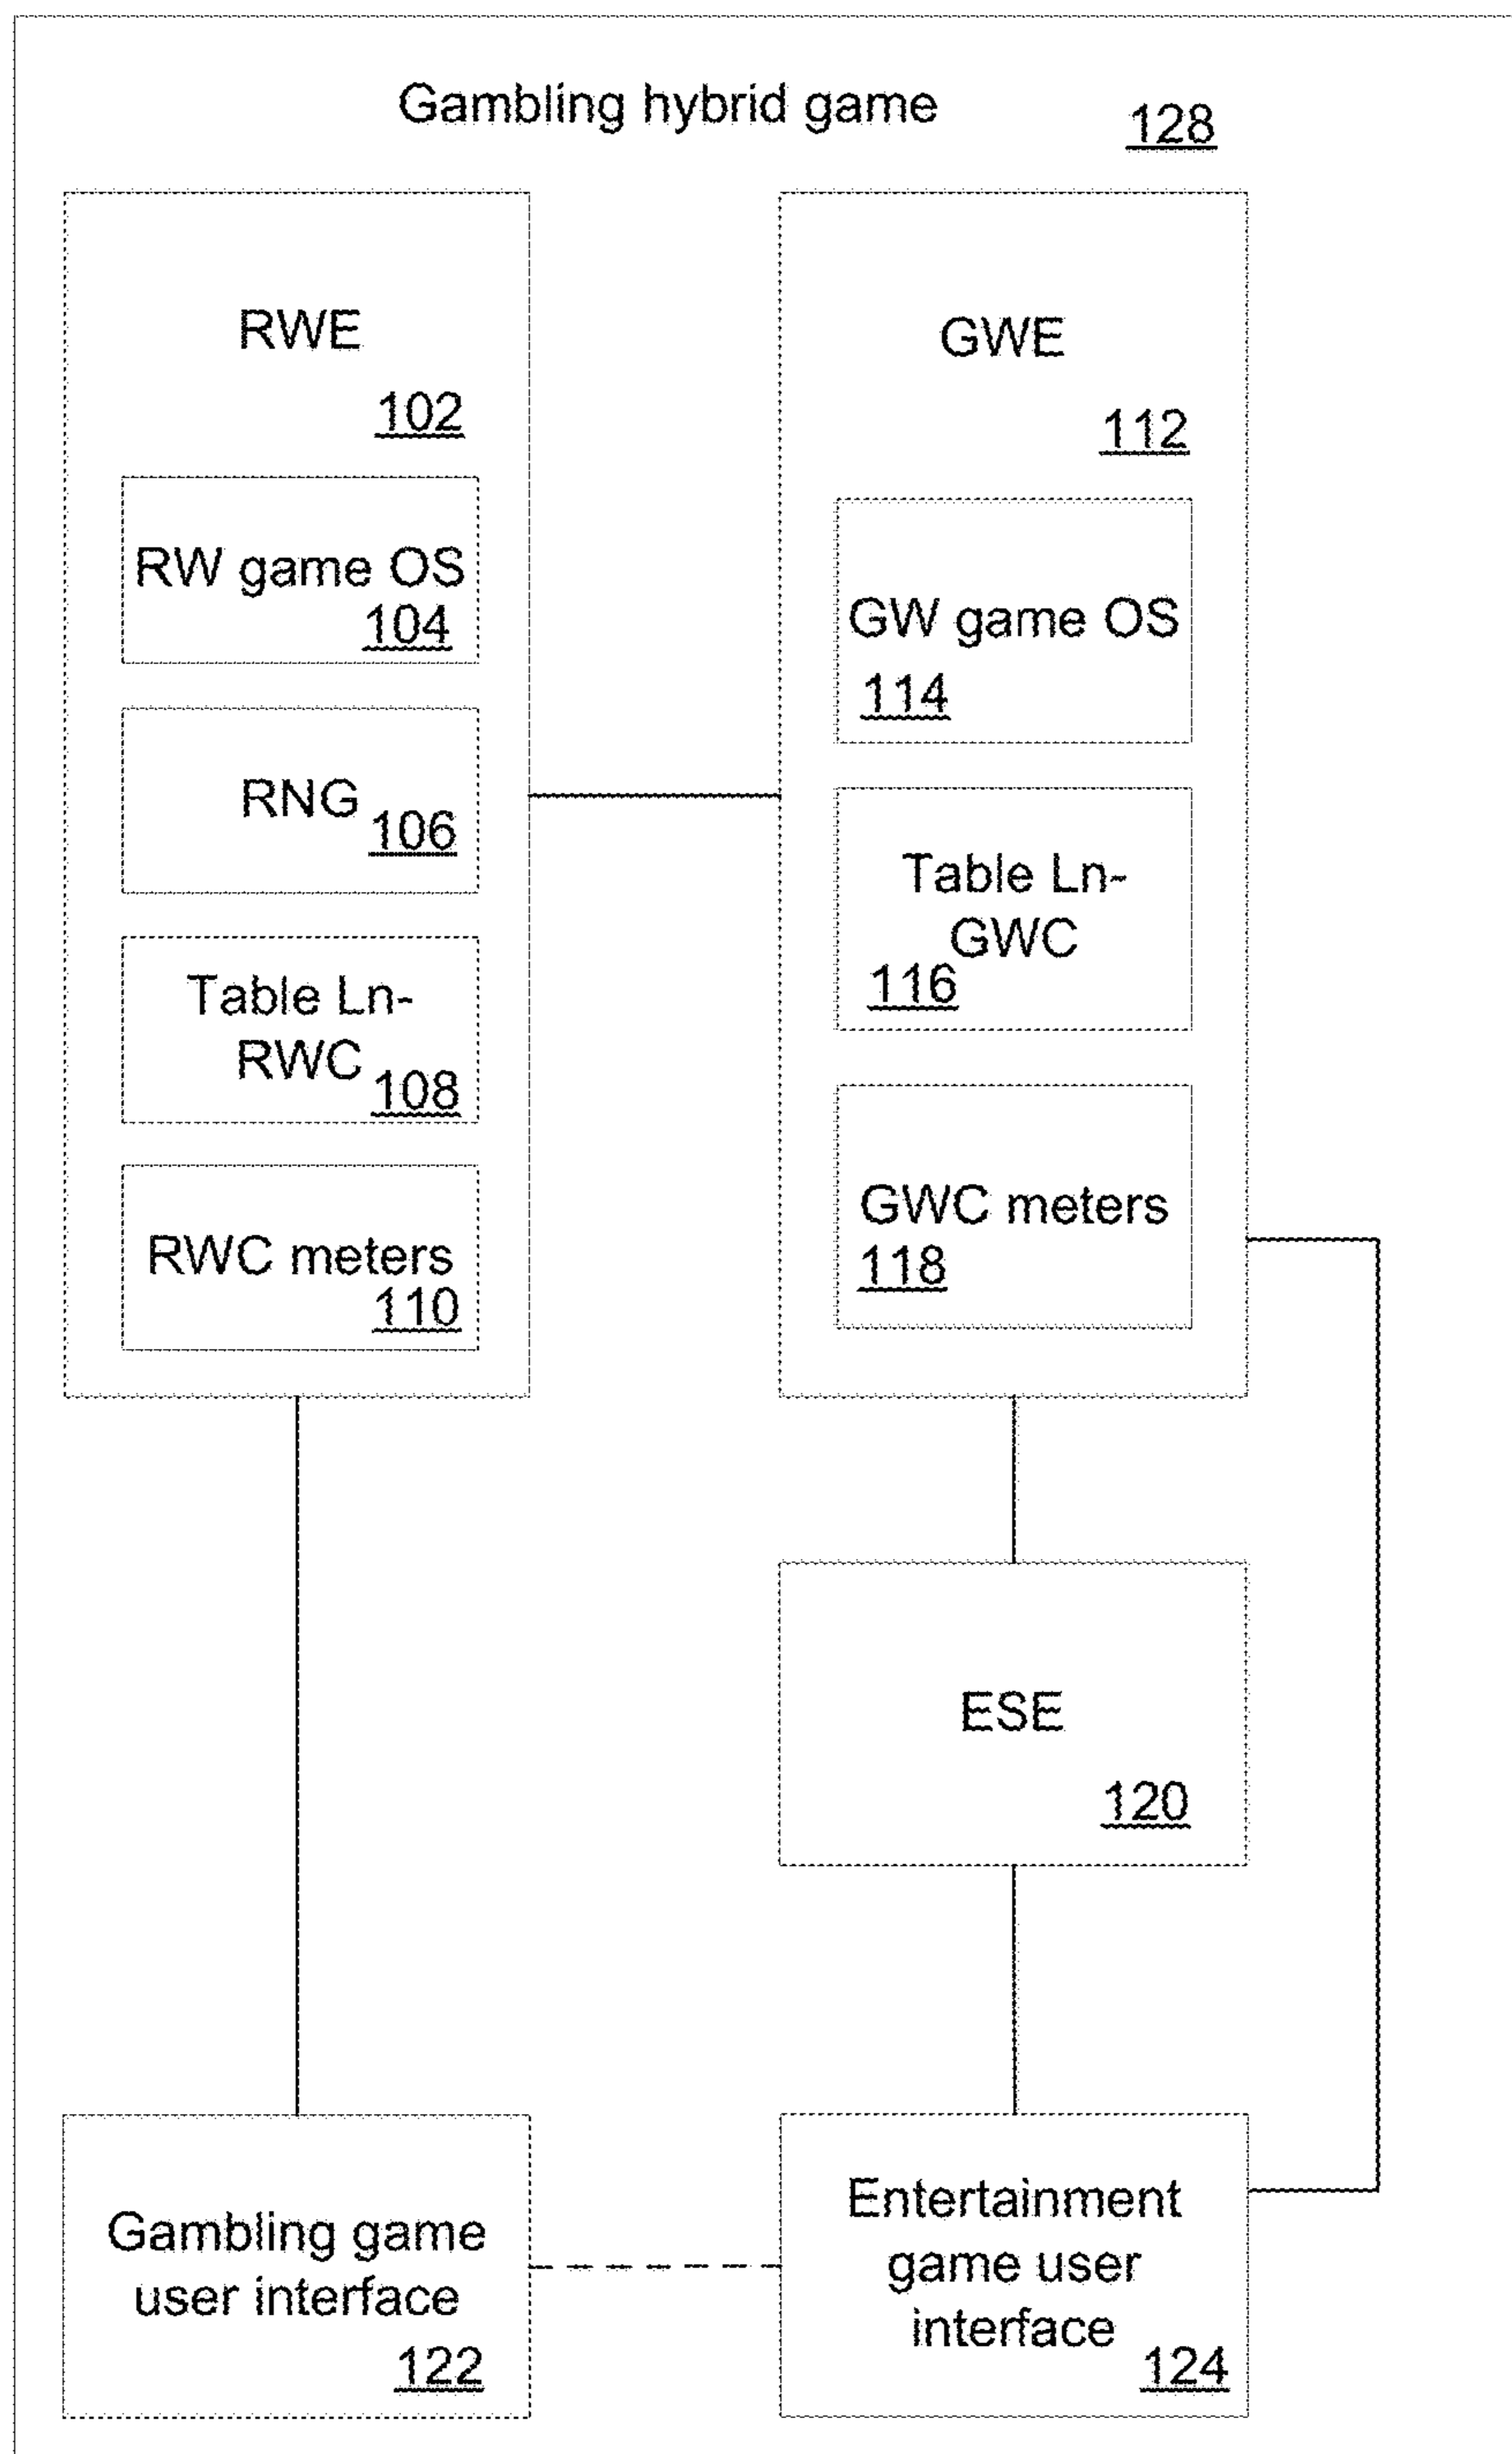 Gambling hybrid game
128
RWE
102
RW game OS
104
RNG
106
Table Ln-
RWC
108
RWC meters
110
GWE
112
GW game OS
114
Table Ln-
GWC
116
GWC meters
118
ESE
120
Gambling game
user interface
122
Entertainment
game user
interface
124